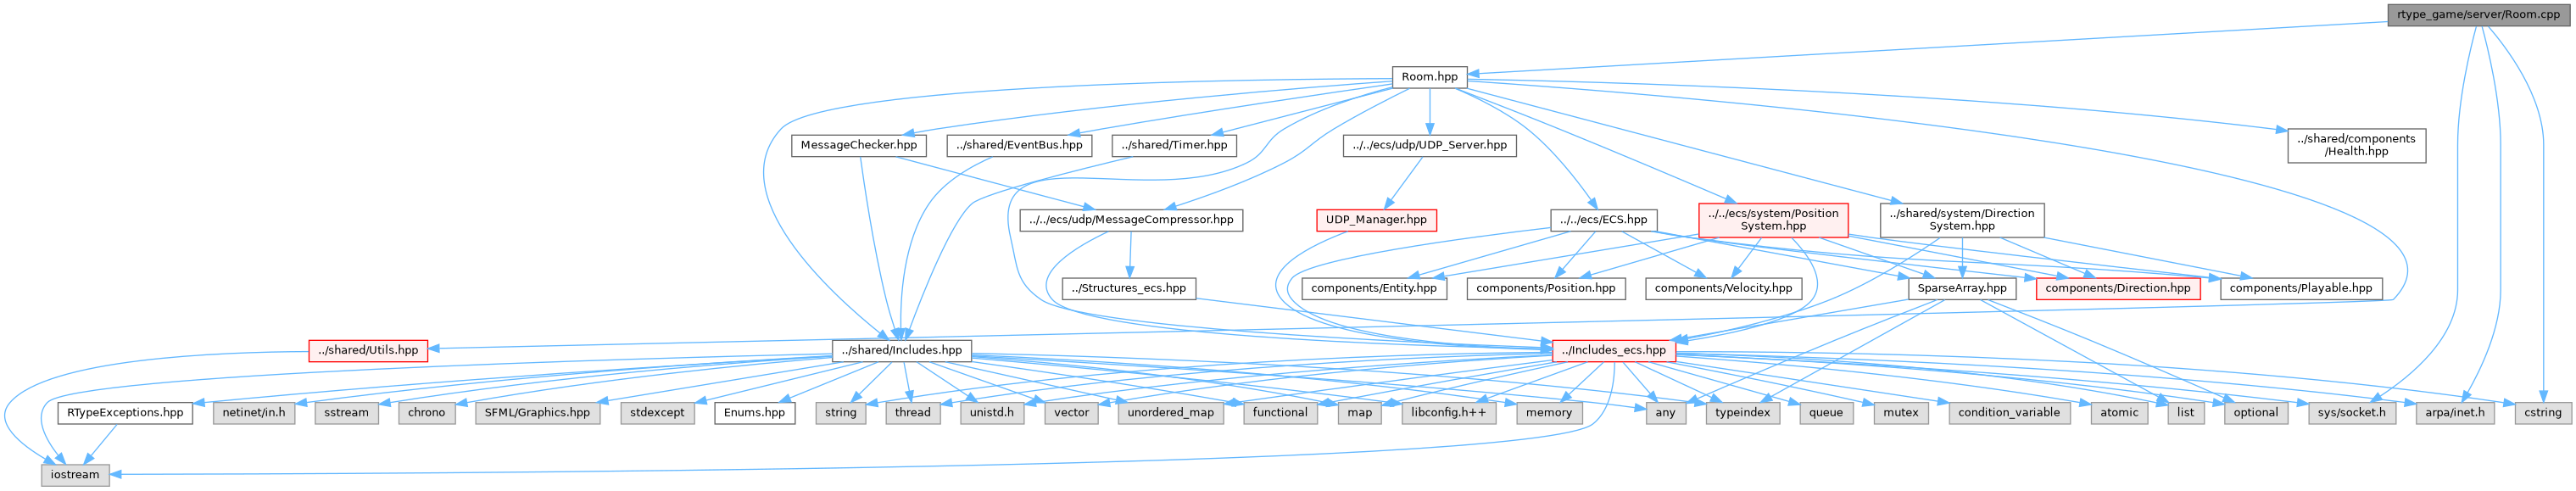 rtype_game/server/Room.cpp
Room.hpp
MessageChecker.hpp
../shared/EventBus.hpp
../shared/Timer.hpp
../../ecs/udp/UDP_Server.hpp
../shared/components
/Health.hpp
../../ecs/udp/MessageCompressor.hpp
UDP_Manager.hpp
../../ecs/ECS.hpp
../../ecs/system/Position
System.hpp
../shared/system/Direction
System.hpp
../Structures_ecs.hpp
components/Entity.hpp
components/Position.hpp
components/Velocity.hpp
SparseArray.hpp
components/Direction.hpp
components/Playable.hpp
../shared/Utils.hpp
../shared/Includes.hpp
../Includes_ecs.hpp
RTypeExceptions.hpp
netinet/in.h
sstream
chrono
SFML/Graphics.hpp
stdexcept
Enums.hpp
string
thread
unistd.h
vector
unordered_map
functional
map
libconfig.h++
memory
any
typeindex
queue
mutex
condition_variable
atomic
list
optional
sys/socket.h
arpa/inet.h
cstring
iostream